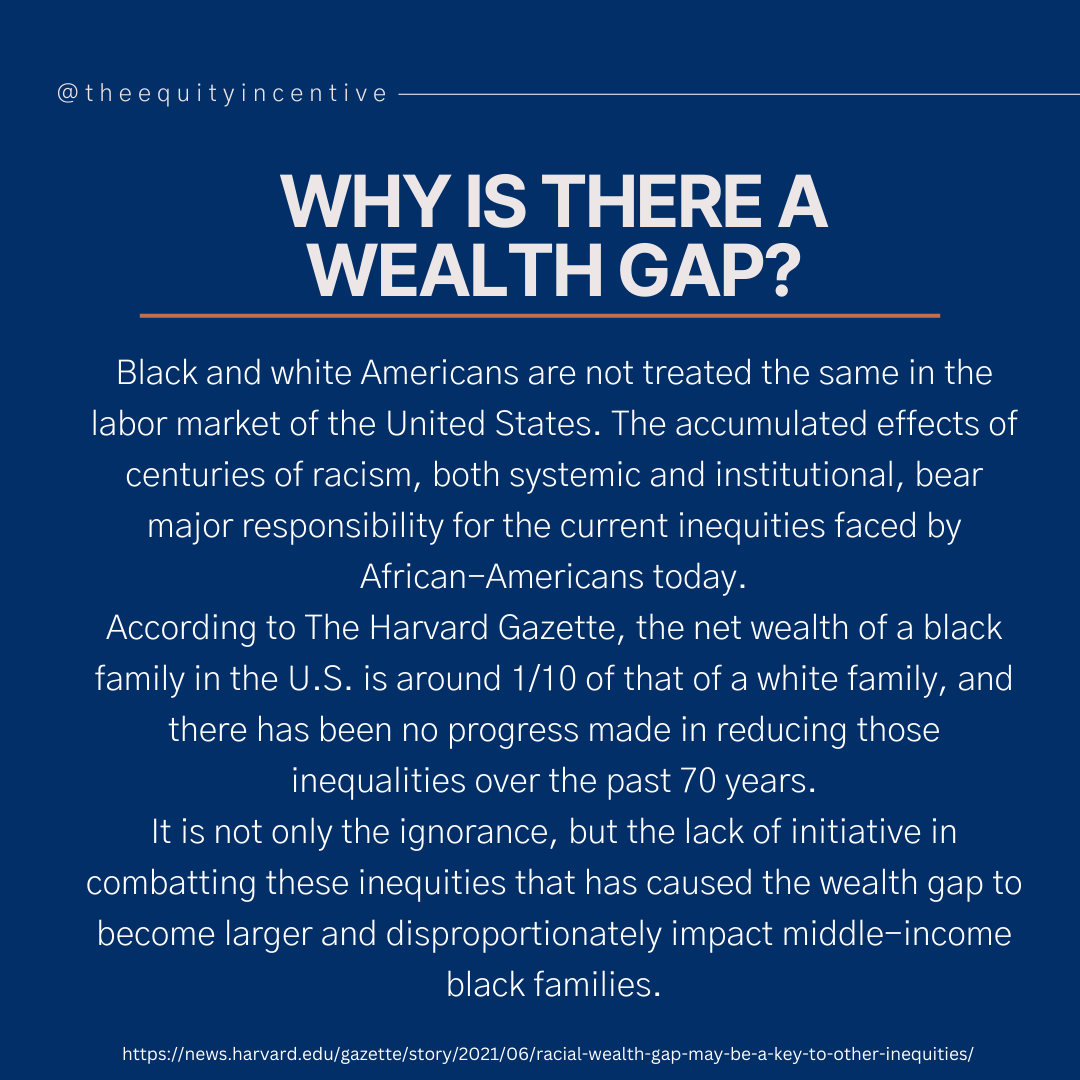 @theequityincentive
WHY IS THERE A
WEALTH GAP?
Black and white Americans are not treated the same in the
labor market of the United States. The accumulated effects of
centuries of racism, both systemic and institutional, bear
major responsibility for the current inequities faced by
African-Americans today.
According to The Harvard Gazette, the net wealth of a black
family in the U.S. is around 1/10 of that of a white family, and
there has been no progress made in reducing those
inequalities over the past 70 years.
It is not only the ignorance, but the lack of initiative in
combatting these inequities that has caused the wealth gap to
become larger and disproportionately impact middle-income
black families.
https://news.harvard.edu/gazette/story/2021/06/racial-wealth-gap-may-be-a-key-to-other-inequities/